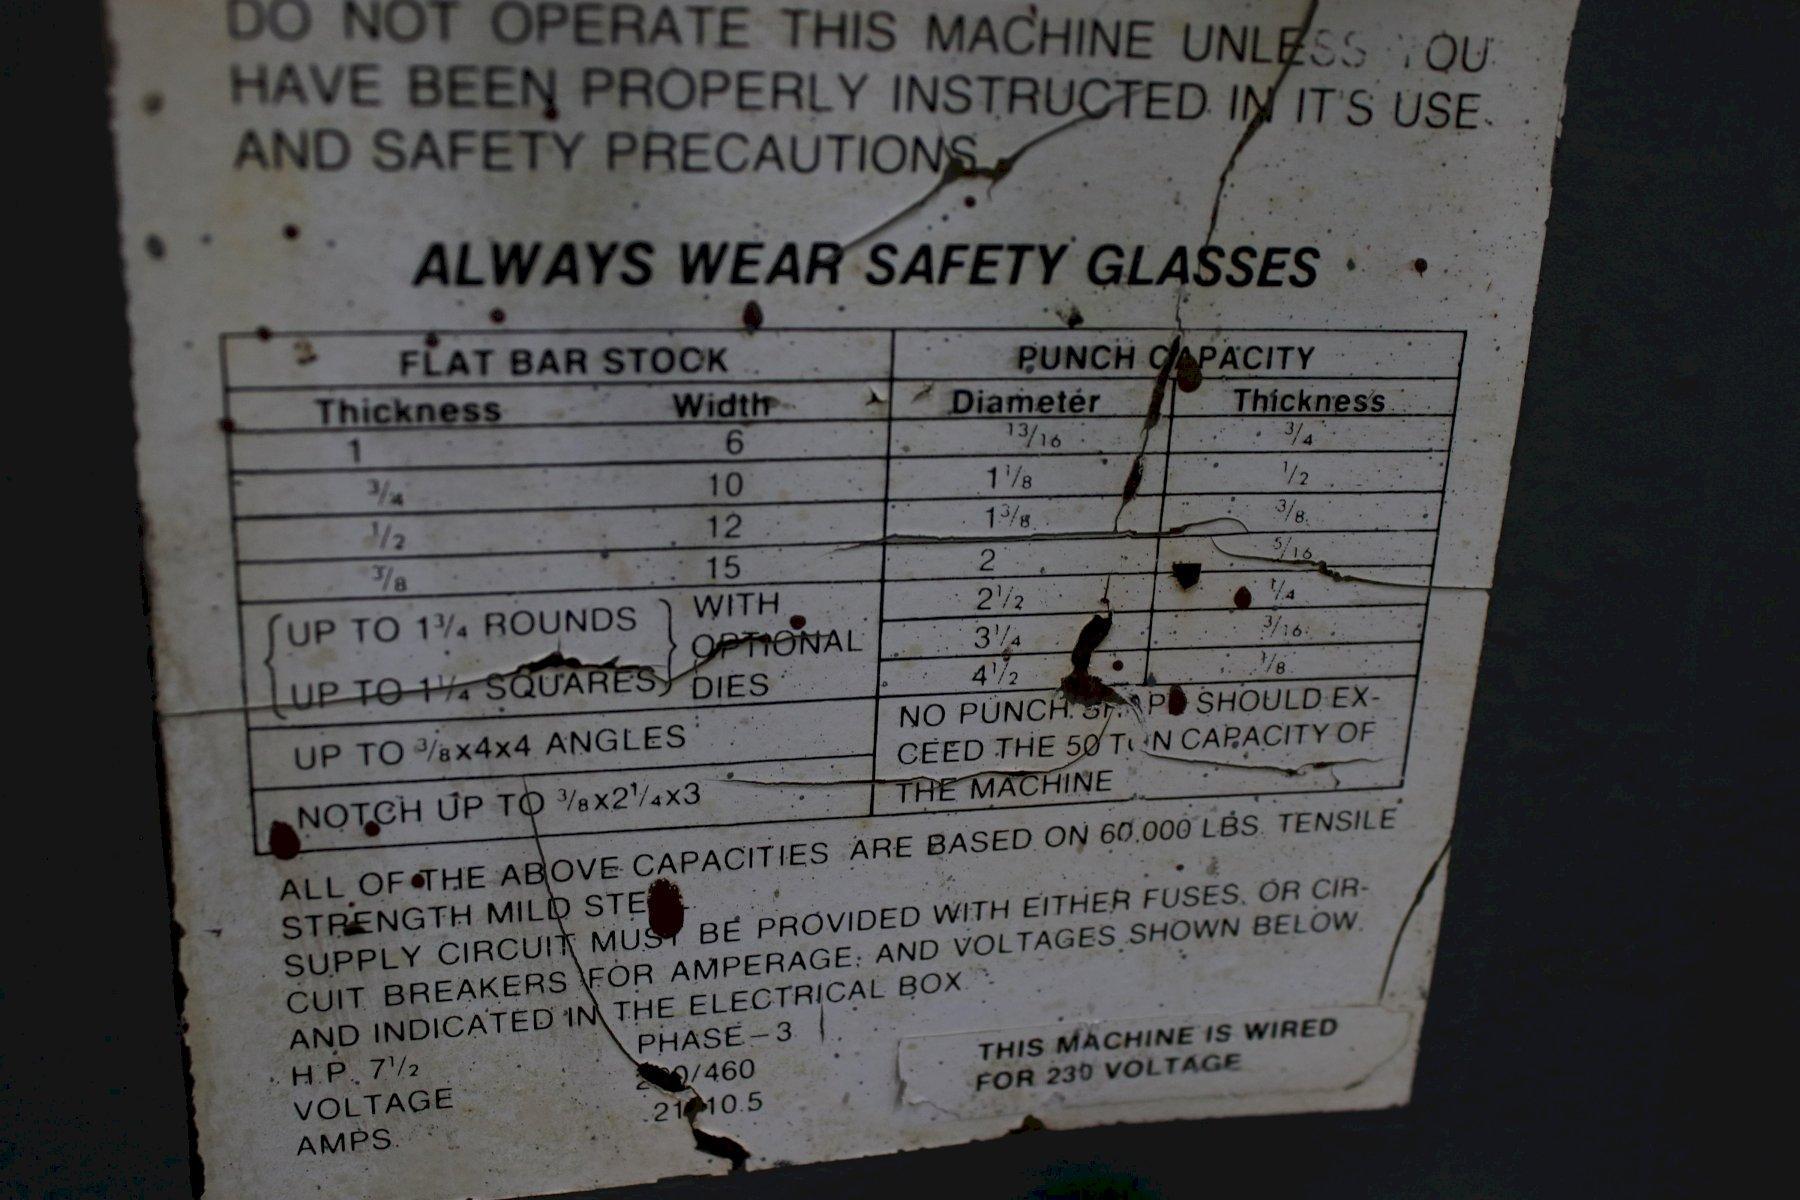 DO NOT OPERATE THIS MACHINE UNLESS YOU
HAVE BEEN PROPERLY INSTRUCTED IN IT'S USE
AND SAFETY PRECAUTIONS
ALWAYS WEAR SAFETY GLASSES
FLAT BAR STOCK
Thickness Width
1 6
3/4 10
1/2 12
3/8 15
UP TO 1 3/4 ROUNDS
UP TO 1 1/4 SQUARES
WITH
OPTIONAL
DIES
UP TO 3/8x4x4 ANGLES
NOTCH UP TO 3/8x2 1/4x3
PUNCH CAPACITY
Diameter Thickness
13/16 3/4
1 1/8 1/2
1 3/8 3/8
2 5/16
2 1/2 1/4
3 1/4 3/16
4 1/2 1/8
NO PUNCH SHOULD EX-
CEED THE 50 TON CAPACITY OF
THE MACHINE
ALL OF THE ABOVE CAPACITIES ARE BASED ON 60,000 LBS. TENSILE
STRENGTH MILD STEEL
SUPPLY CIRCUIT MUST BE PROVIDED WITH EITHER FUSES, OR CIR-
CUIT BREAKERS FOR AMPERAGE: AND VOLTAGES SHOWN BELOW.
AND INDICATED IN THE ELECTRICAL BOX.
H.P. 7 1/2 PHASE-3
VOLTAGE /460
AMPS. 21/10.5
THIS MACHINE IS WIRED
FOR 230 VOLTAGE